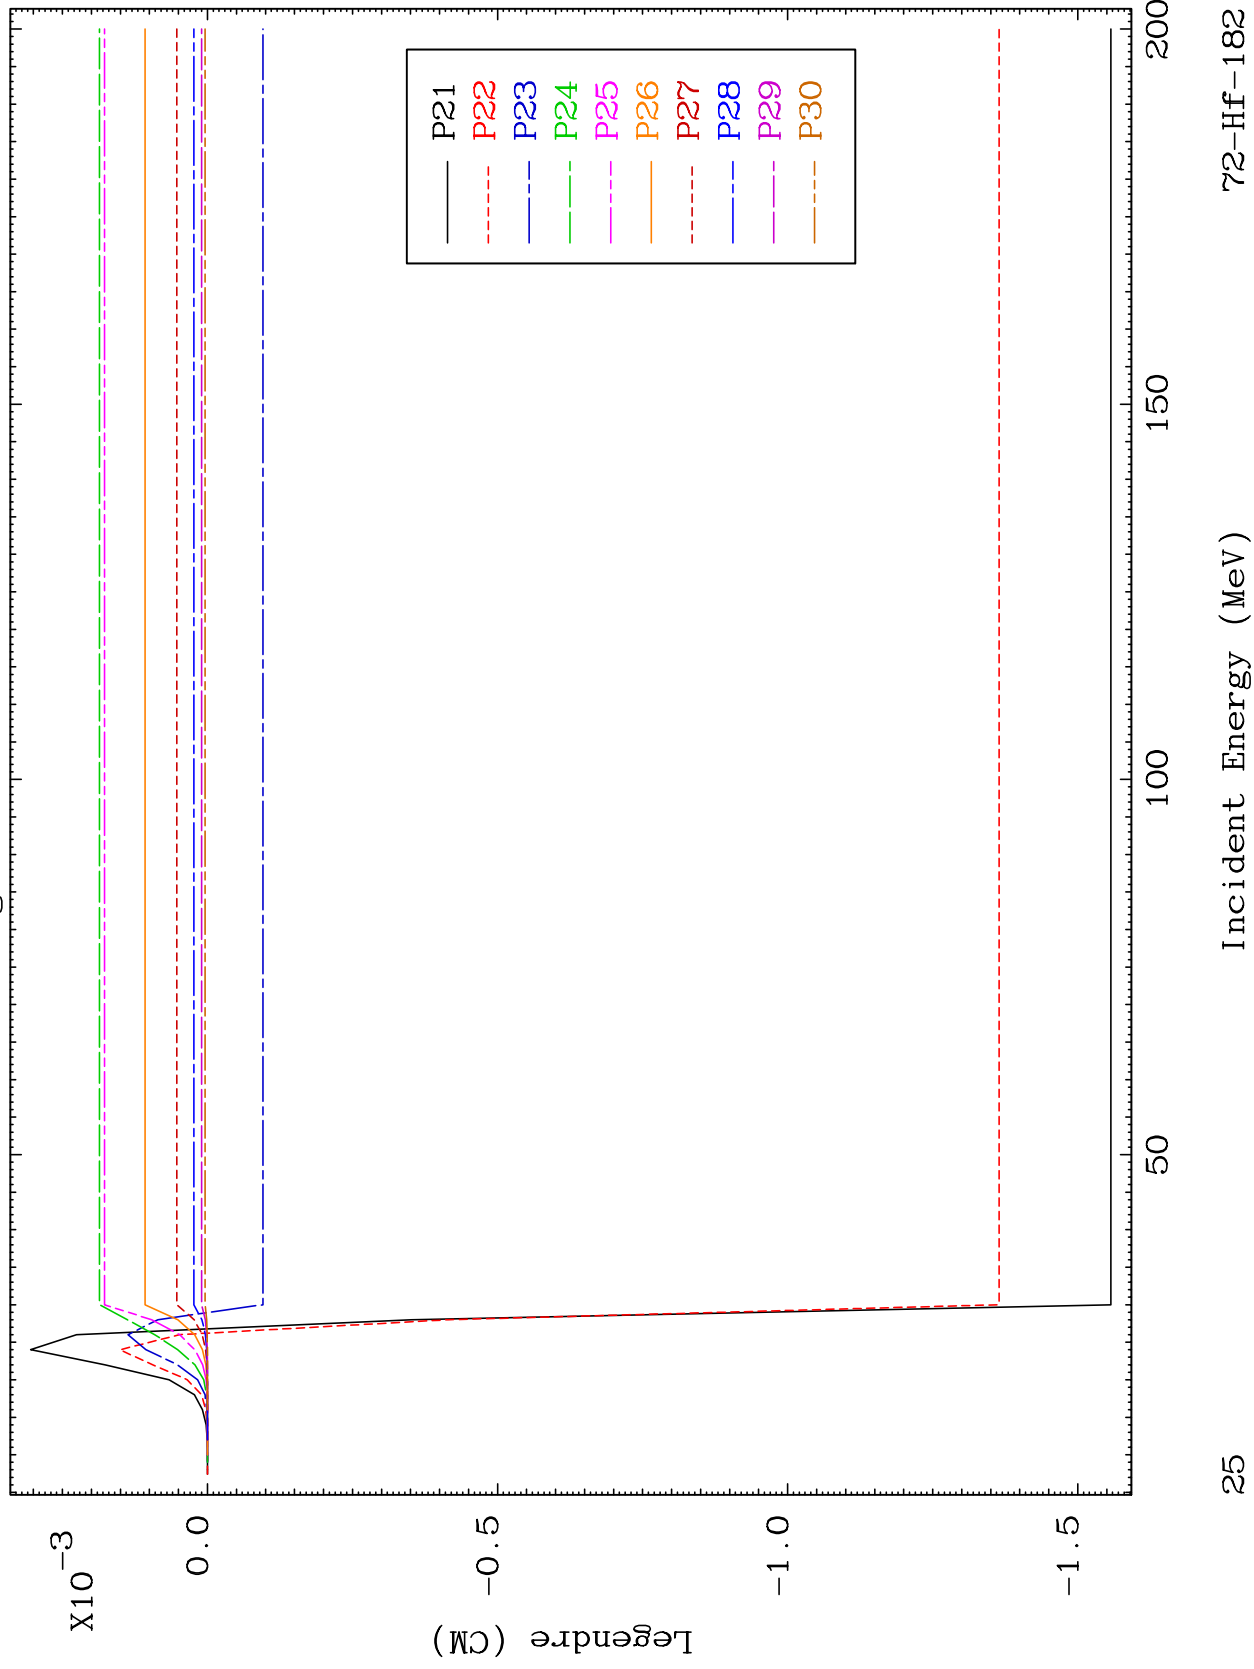 X10-3
0.0
-0.5
-1.0
-1.5
Legendre (CM)
P21
P22
P23
P24
P25
P26
P27
P28
P29
P30
50
100
150
200
25
Incident Energy (MeV)
72-Hf-182